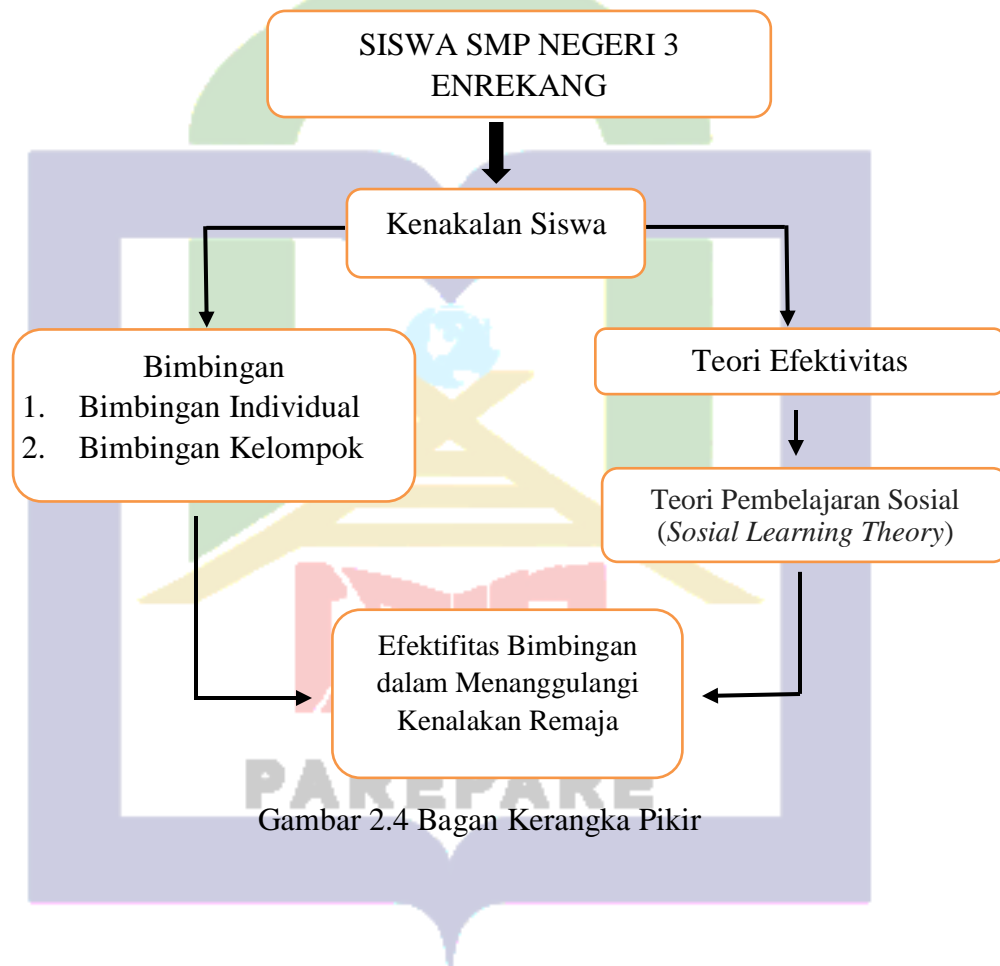 SISWA SMP NEGERI 3
ENREKANG
Kenakalan Siswa
Bimbingan
1. Bimbingan Individual
2. Bimbingan Kelompok
Teori Efektivitas
Teori Pembelajaran Sosial
(Sosial Learning Theory)
Efektifitas Bimbingan
dalam Menanggulangi
Kenalakan Remaja
PAREPARE
Gambar 2.4 Bagan Kerangka Pikir